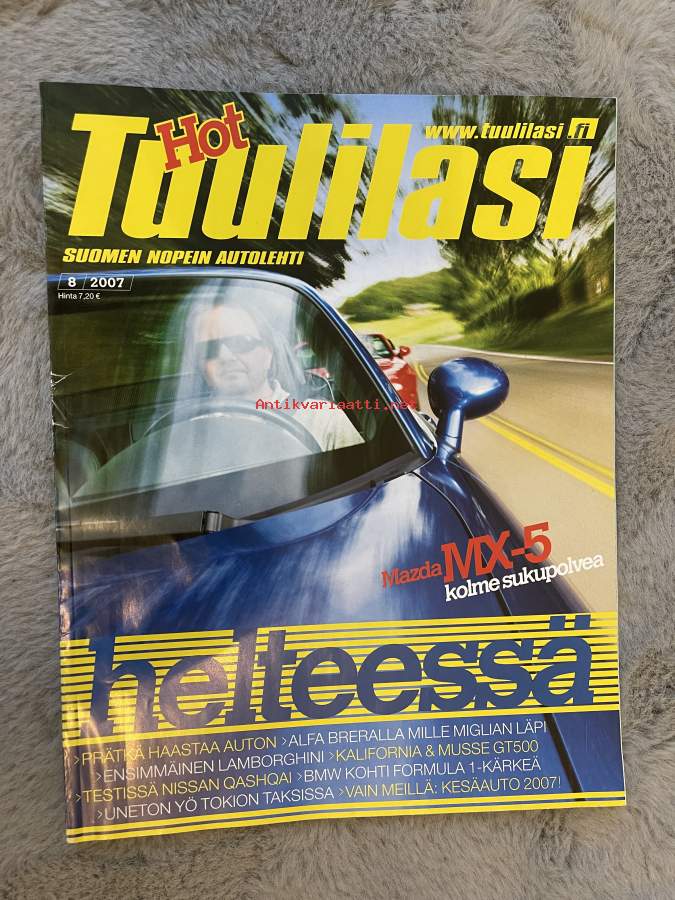 www.tuulilasi.fi
Hot
Tuulilasi
SUOMEN NOPEIN AUTOLEHTI
8 / 2007
Hinta 7,20 €
Antikvariaatti.net
Mazda MX-5
kolme sukupolvea
helteessä
>PRÄTKÄ HAASTAA AUTON >ALFA BRERALLA MILLE MIGLIAN LÄPI
>ENSIMMÄINEN LAMBORGHINI >KALIFORNIA & MUSSE GT500
>TESTISSÄ NISSAN QASHQAI >BMW KOHTI FORMULA 1-KÄRKEÄ
>UNETON YÖ TOKION TAKSISSA >VAIN MEILLÄ: KESÄAUTO 2007!